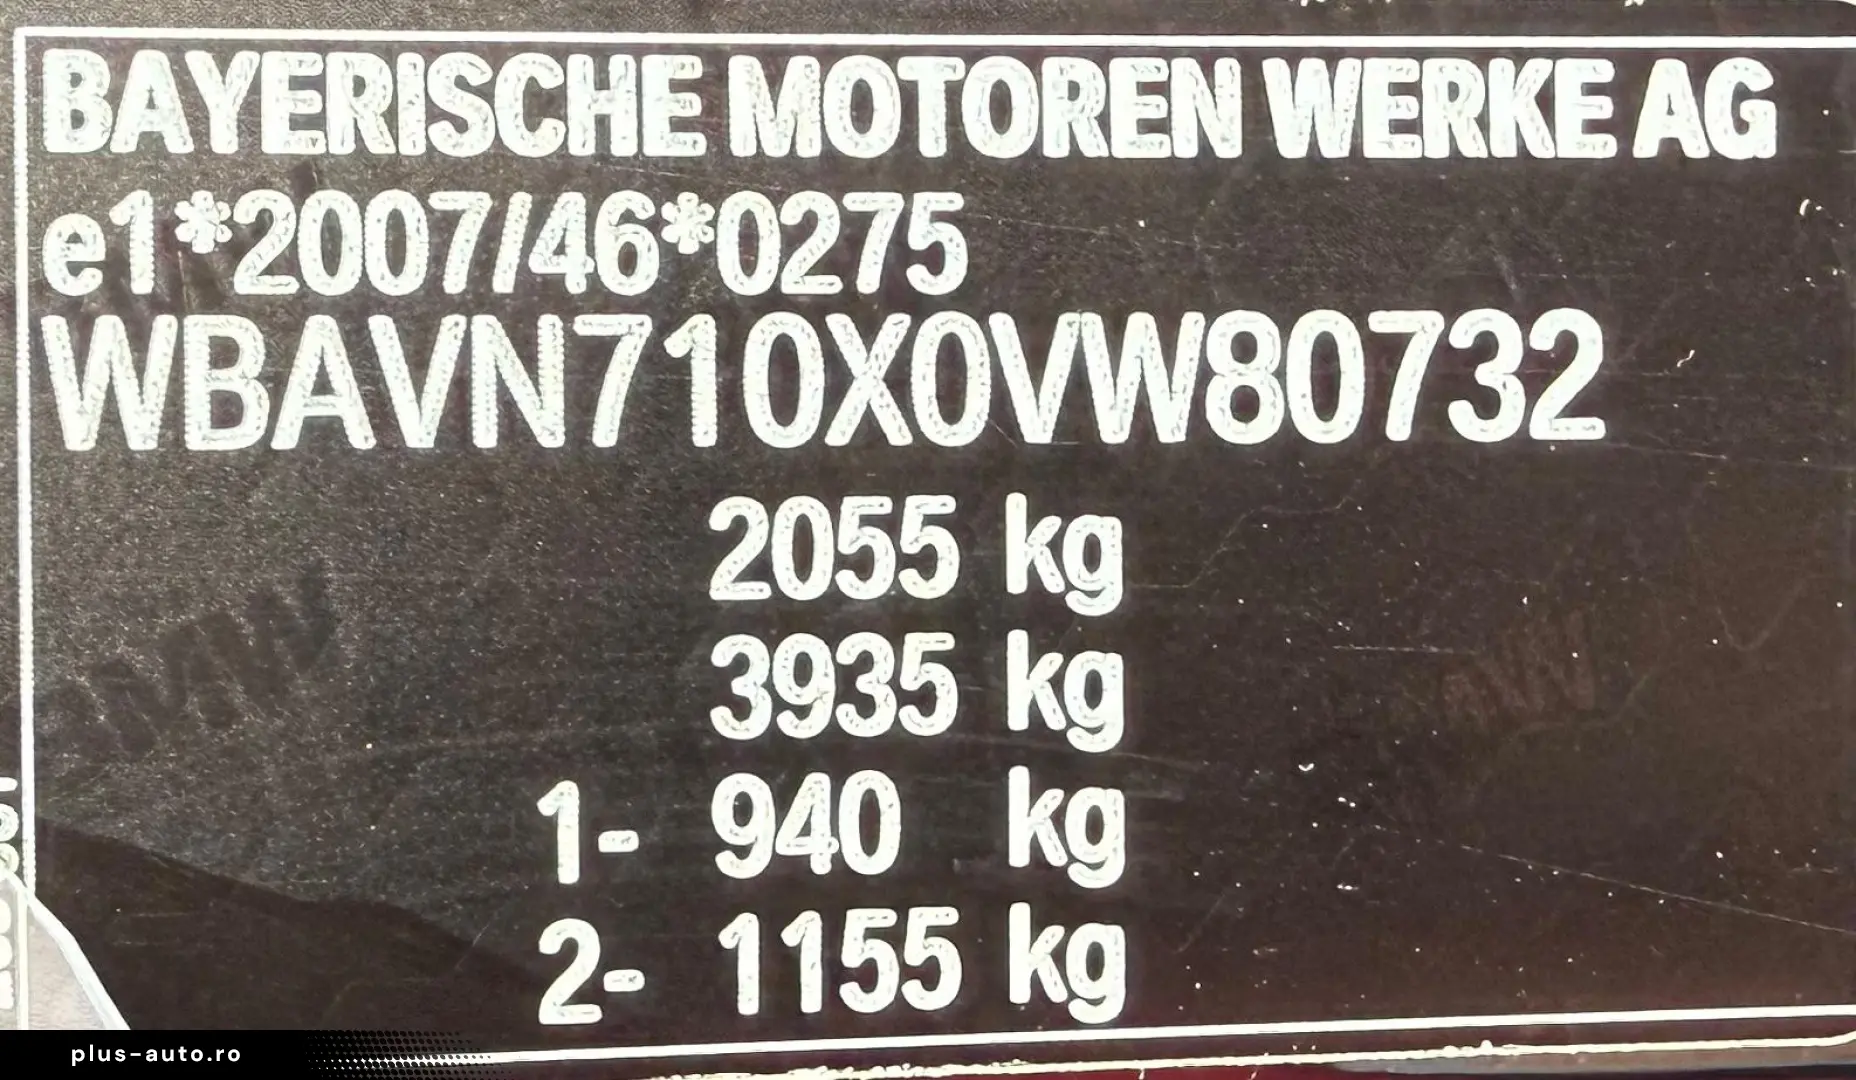 BAYERISCHE MOTOREN WERKE AG
e1*2007/46*0275
WBAVN710X0VW80732
2055 kg
3935 kg
1- 940 kg
2- 1155 kg
plus-auto.ro